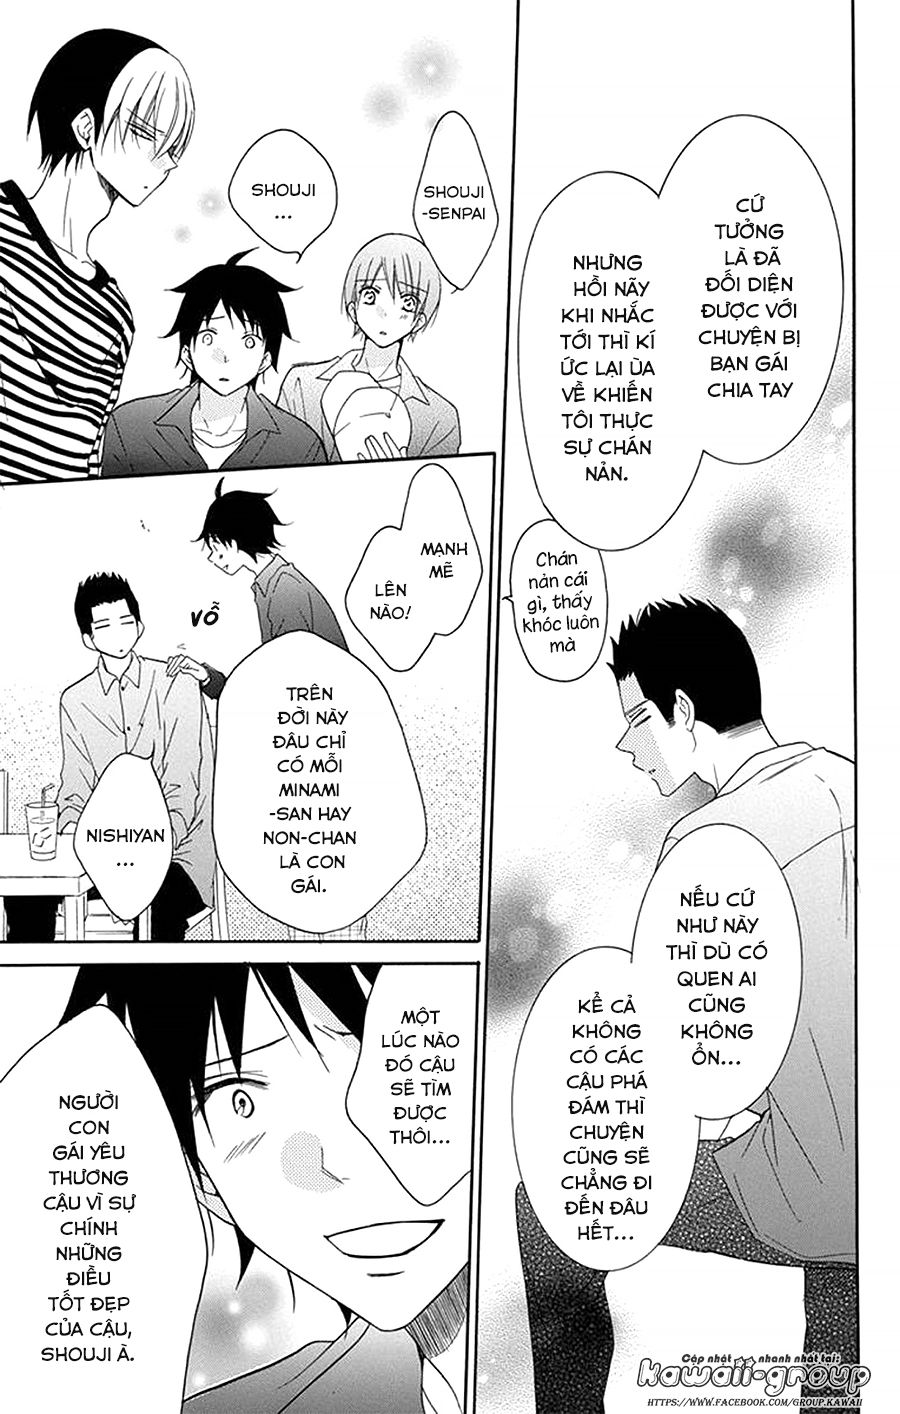 CỨ
TƯỞNG
LÀ ĐÃ
ĐỐI DIỆN
ĐƯỢC VỚI
CHUYỆN BỊ
BẠN GÁI
CHIA TAY
NHƯNG
HỒI NÃY
KHI NHẮC
TỚI THÌ KÍ
ỨC LẠI ÙA
VỀ KHIẾN
TÔI THỰC
SỰ CHÁN
NẢN.
Chán
nản cái
gì, thấy
khóc luôn
mà
NẾU CỨ
NHƯ NÀY
THÌ DÙ CÓ
QUEN AI
CŨNG
KHÔNG
ỔN...
KỂ CẢ
KHÔNG
CÓ CÁC
CẬU PHÁ
ĐÁM THÌ
CHUYỆN
CŨNG SẼ
CHẲNG ĐI
ĐẾN ĐÂU
HẾT...
SHOUJI
-SENPAI
SHOUJI
...
MẠNH
MẼ
LÊN
NÀO!
VỖ
TRÊN
ĐỜI NÀY
ĐÂU CHỈ
CÓ MỖI
MINAMI
-SAN HAY
NON-CHAN
LÀ CON
GÁI.
NISHIYAN
...
MỘT
LÚC NÀO
ĐÓ CẬU
SẼ TÌM
ĐƯỢC
THÔI...
NGƯỜI
CON
GÁI YÊU
THƯƠNG
CẬU VÌ SỰ
CHÍNH
NHỮNG
ĐIỀU
TỐT ĐẸP
CỦA CẬU,
SHOUJI À.
Cập nhật nhanh nhất tại:
kawaii-group
HTTPS://WWW.FACEBOOK.COM/GROUP.KAWAII